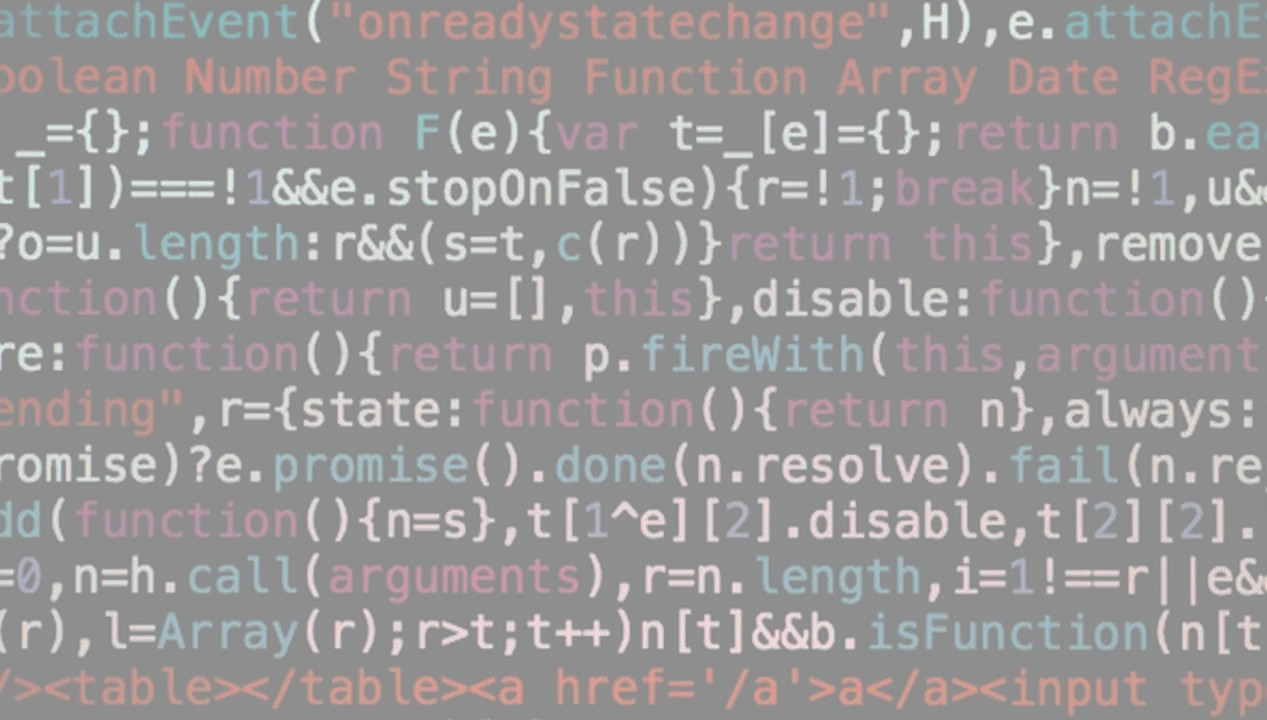 attachEvent("onreadystatechange",H),e.attachE
oolean Number String Function Array Date RegE
_={};function F(e){var t=_[e]={};return b.ea
t[1])===!1&&e.stopOnFalse){r=!1;break}n=!1,u&
?o=u.length:r&&(s=t,c(r))}return this},remove
nction(){return u=[],this},disable:function()
re:function(){return p.fireWith(this,argument
ending",r={state:function(){return n},always:
romise)?e.promise().done(n.resolve).fail(n.re
dd(function(){n=s},t[1^e][2].disable,t[2][2].
=0,n=h.call(arguments),r=n.length,i=1!==r||e&
(r),l=Array(r);r>t;t++)n[t]&&b.isFunction(n[t
/><table></table><a href='/a'>a</a><input typ